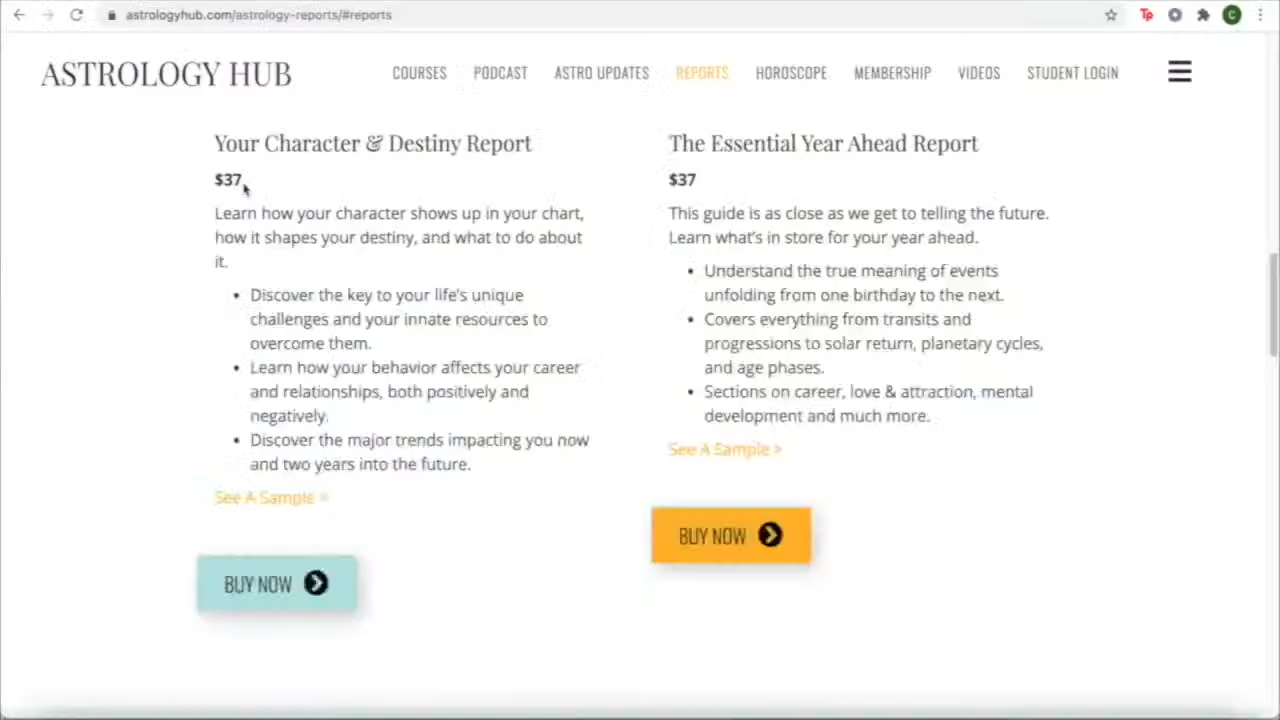 astrologyhub.com/astrology-reports/#reports
Tp
C
ASTROLOGY HUB
COURSES PODCAST ASTRO UPDATES REPORTS HOROSCOPE MEMBERSHIP VIDEOS STUDENT LOGIN
Your Character & Destiny Report
$37
Learn how your character shows up in your chart,
how it shapes your destiny, and what to do about
it.
• Discover the key to your life's unique
challenges and your innate resources to
overcome them.
• Learn how your behavior affects your career
and relationships, both positively and
negatively.
• Discover the major trends impacting you now
and two years into the future.
See A Sample >
BUY NOW
The Essential Year Ahead Report
$37
This guide is as close as we get to telling the future.
Learn what's in store for your year ahead.
• Understand the true meaning of events
unfolding from one birthday to the next.
• Covers everything from transits and
progressions to solar return, planetary cycles,
and age phases.
• Sections on career, love & attraction, mental
development and much more.
See A Sample >
BUY NOW